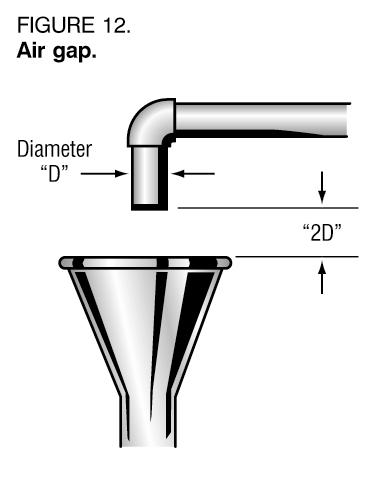 FIGURE 12.
Air gap.
Diameter
“D”
“2D”